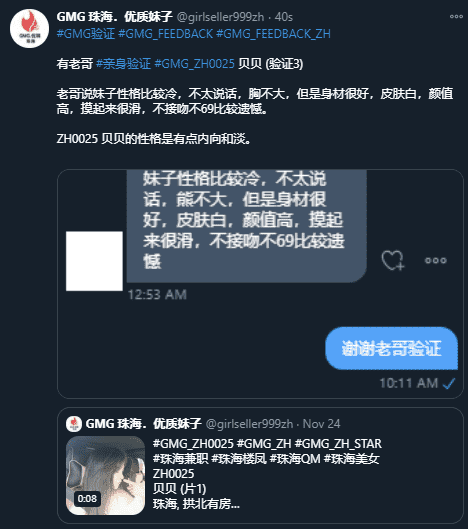 GMG 珠海．优质妹子 @girlseller999zh · 40s
#GMG验证 #GMG_FEEDBACK #GMG_FEEDBACK_ZH
有老哥 #亲身验证 #GMG_ZH0025 贝贝 (验证3)
老哥说妹子性格比较冷，不太说话，胸不大，但是身材很好，皮肤白，颜值
高，摸起来很滑，不接吻不69比较遗憾。
ZH0025 贝贝的性格是有点内向和淡。
妹子性格比较冷，不太说
话，熊不大，但是身材很
好，皮肤白，颜值高，摸起
来很滑，不接吻不69比较遗
憾
12:53 AM
谢谢老哥验证
10:11 AM
GMG 珠海．优质妹子 @girlseller999zh · Nov 24
#GMG_ZH0025 #GMG_ZH #GMG_ZH_STAR
#珠海兼职 #珠海楼凤 #珠海QM #珠海美女
ZH0025
贝贝 (片1)
珠海, 拱北有房...
0:08